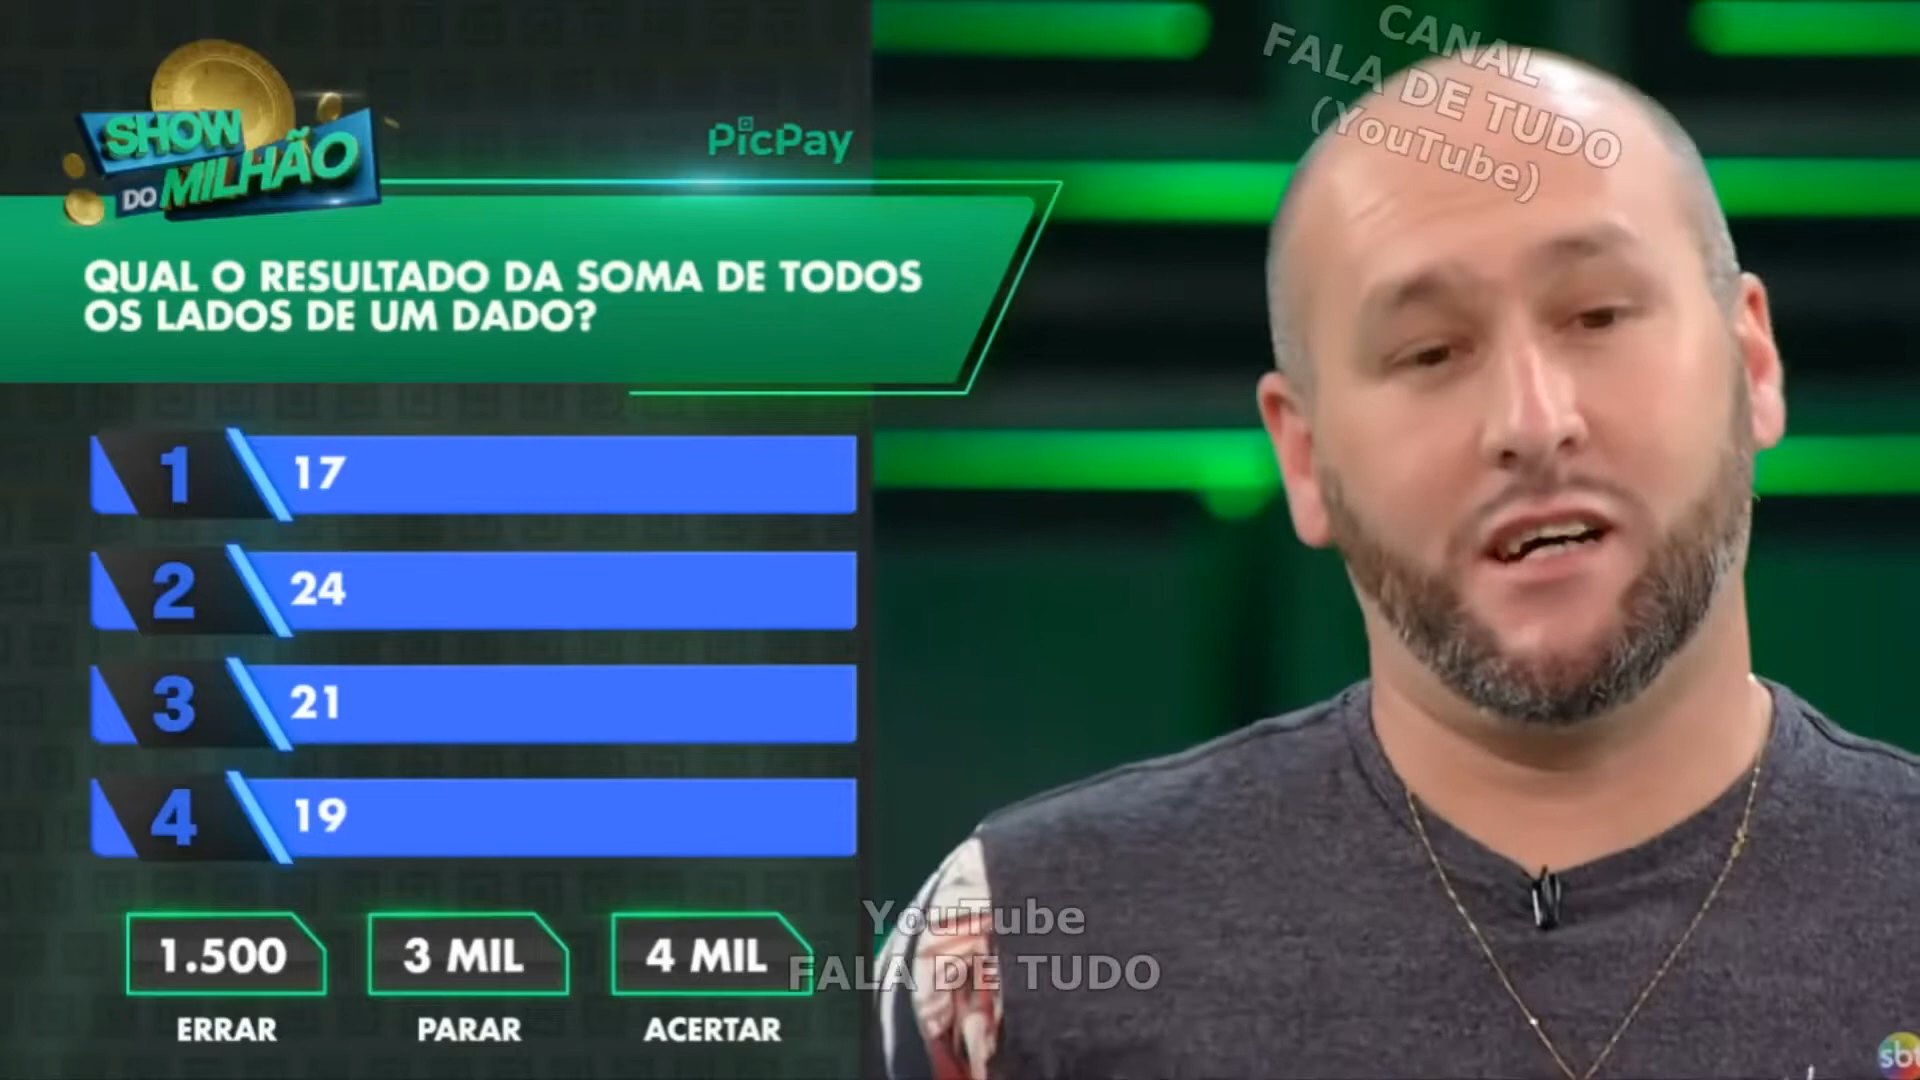 SHOW
DO MILHÃO
PicPay
QUAL O RESULTADO DA SOMA DE TODOS
OS LADOS DE UM DADO?
1 17
2 24
3 21
4 19
1.500
ERRAR
3 MIL
PARAR
4 MIL
ACERTAR
CANAL
FALA DE TUDO
(YouTube)
YouTube
FALA DE TUDO
sbt